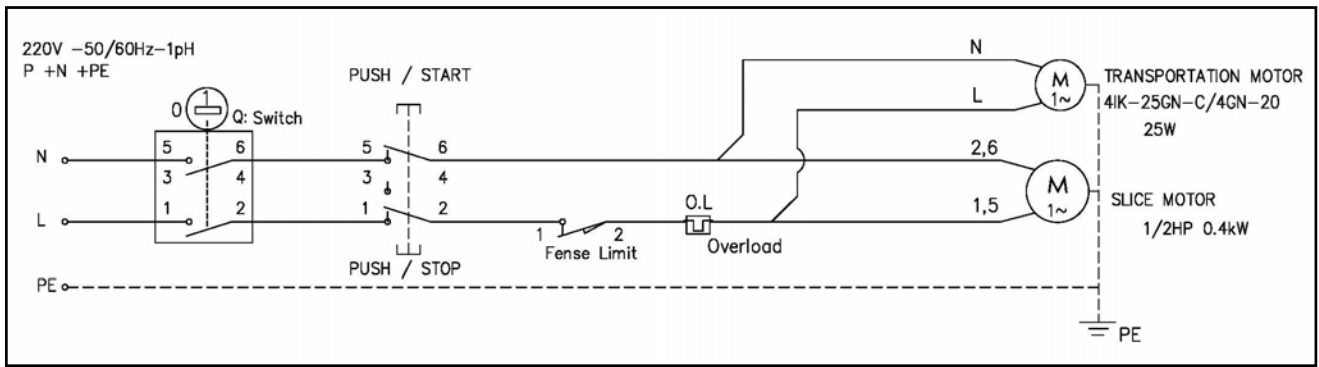 220V -50/60Hz-1pH
P +N +PE
0
1
Q: Switch
PUSH / START
N
5 6
5 6
2,6
3 4
3 4
L
1 2
1 2
1 2
Fense Limit
O.L
Overload
1,5
PUSH / STOP
PE
N
L
M
1~
TRANSPORTATION MOTOR
4IK-25GN-C/4GN-20
25W
M
1~
SLICE MOTOR
1/2HP 0.4kW
PE